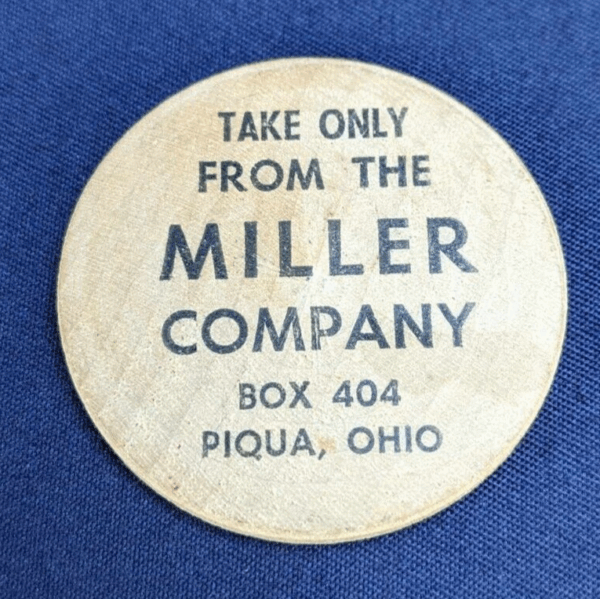 TAKE ONLY
FROM THE
MILLER
COMPANY
BOX 404
PIQUA, OHIO